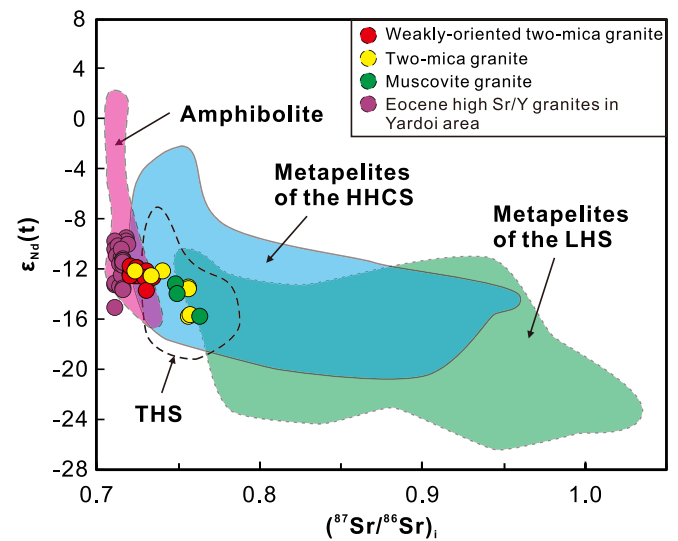 8
4
0
-4
-8
-12
-16
-20
-24
-28
εNd(t)
0.7
0.8
0.9
1.0
(⁸⁷Sr/⁸⁶Sr)i
Weakly-oriented two-mica granite
Two-mica granite
Muscovite granite
Eocene high Sr/Y granites in
Yardoi area
Amphibolite
Metapelites
of the HHCS
Metapelites
of the LHS
THS